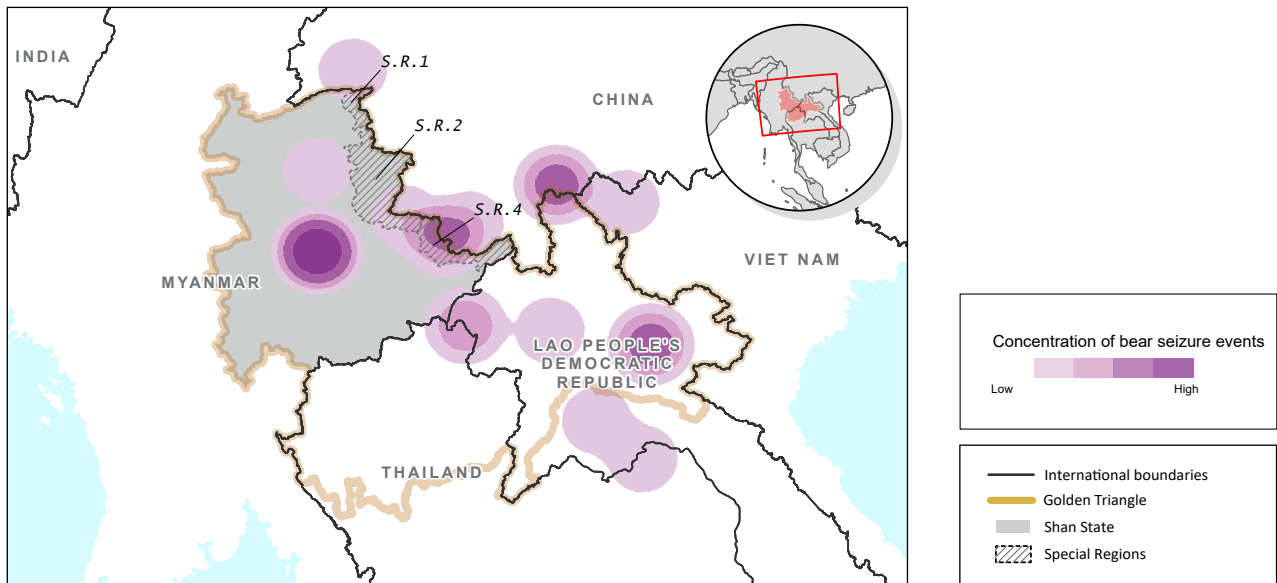 INDIA
S.R.1
CHINA
S.R.2
S.R.4
VIET NAM
MYANMAR
LAO PEOPLE'S
DEMOCRATIC
REPUBLIC
THAILAND
Concentration of bear seizure events
Low High
International boundaries
Golden Triangle
Shan State
Special Regions